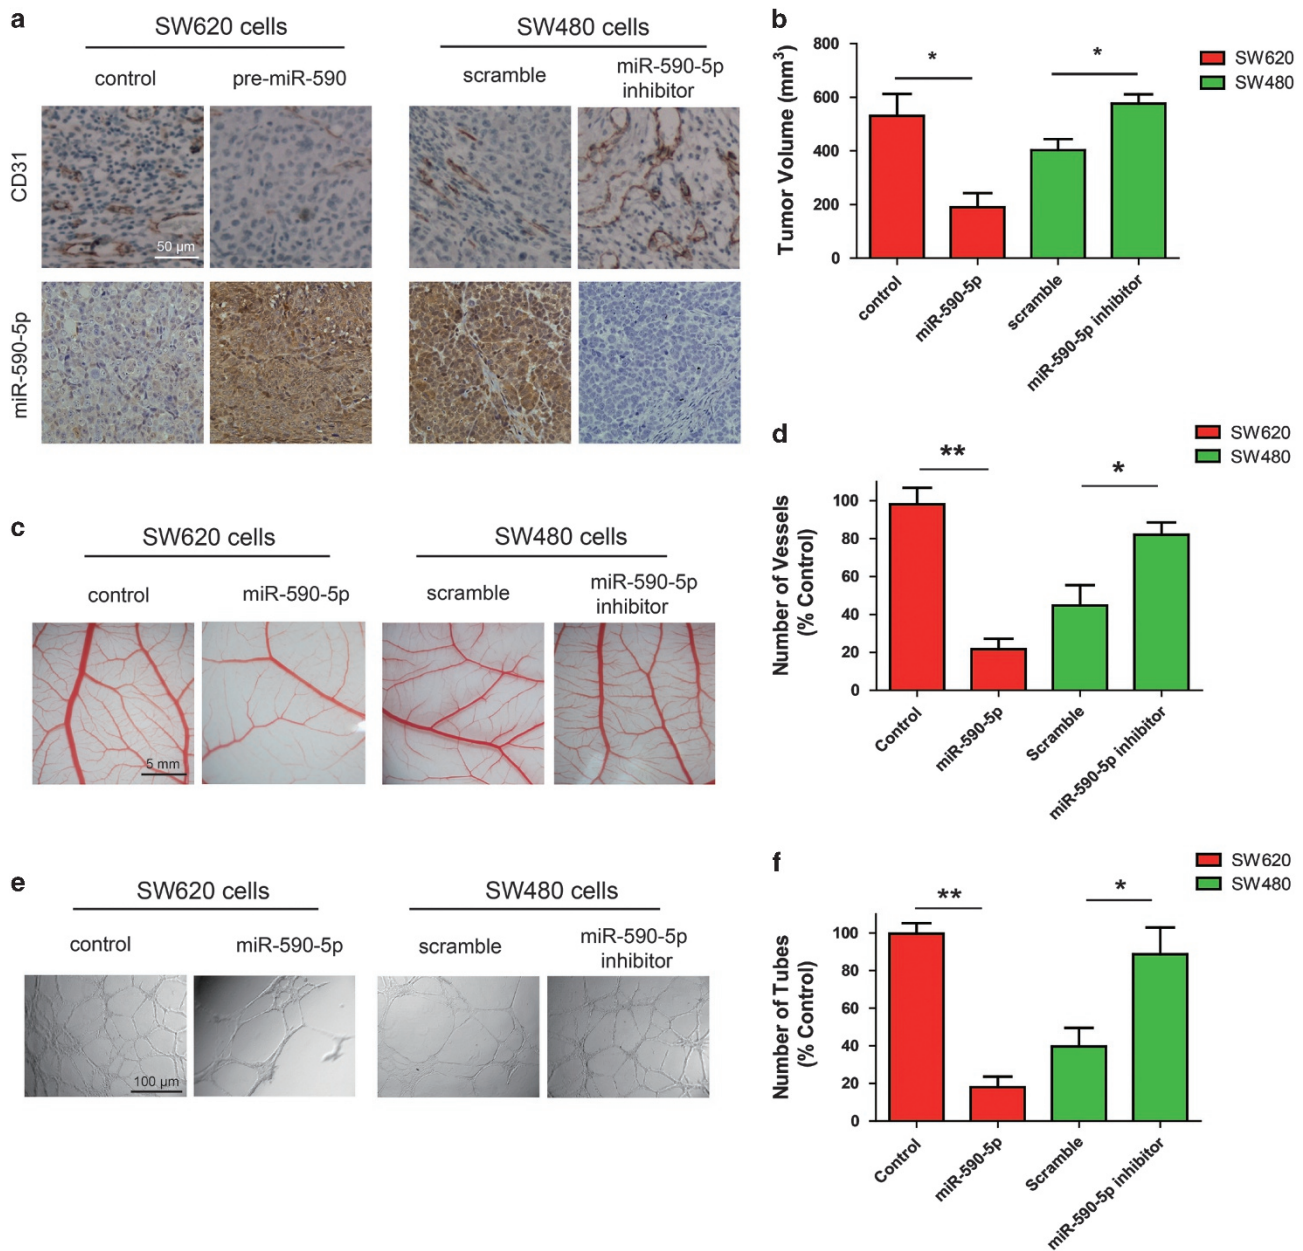 a
SW620 cells
SW480 cells
control
pre-miR-590
scramble
miR-590-5p
inhibitor
CD31
50 µm
miR-590-5p
b
800
600
400
200
0
Tumor Volume (mm³)
*
*
SW620
SW480
control
miR-590-5p
scramble
miR-590-5p inhibitor
c
SW620 cells
SW480 cells
control
miR-590-5p
scramble
miR-590-5p
inhibitor
5 mm
d
SW620
SW480
**
*
100
80
60
40
20
0
Number of Vessels
(% Control)
Control
miR-590-5p
Scramble
miR-590-5p inhibitor
e
SW620 cells
SW480 cells
control
miR-590-5p
scramble
miR-590-5p
inhibitor
100 µm
f
SW620
SW480
**
*
100
80
60
40
20
0
Number of Tubes
(% Control)
Control
miR-590-5p
Scramble
miR-590-5p inhibitor